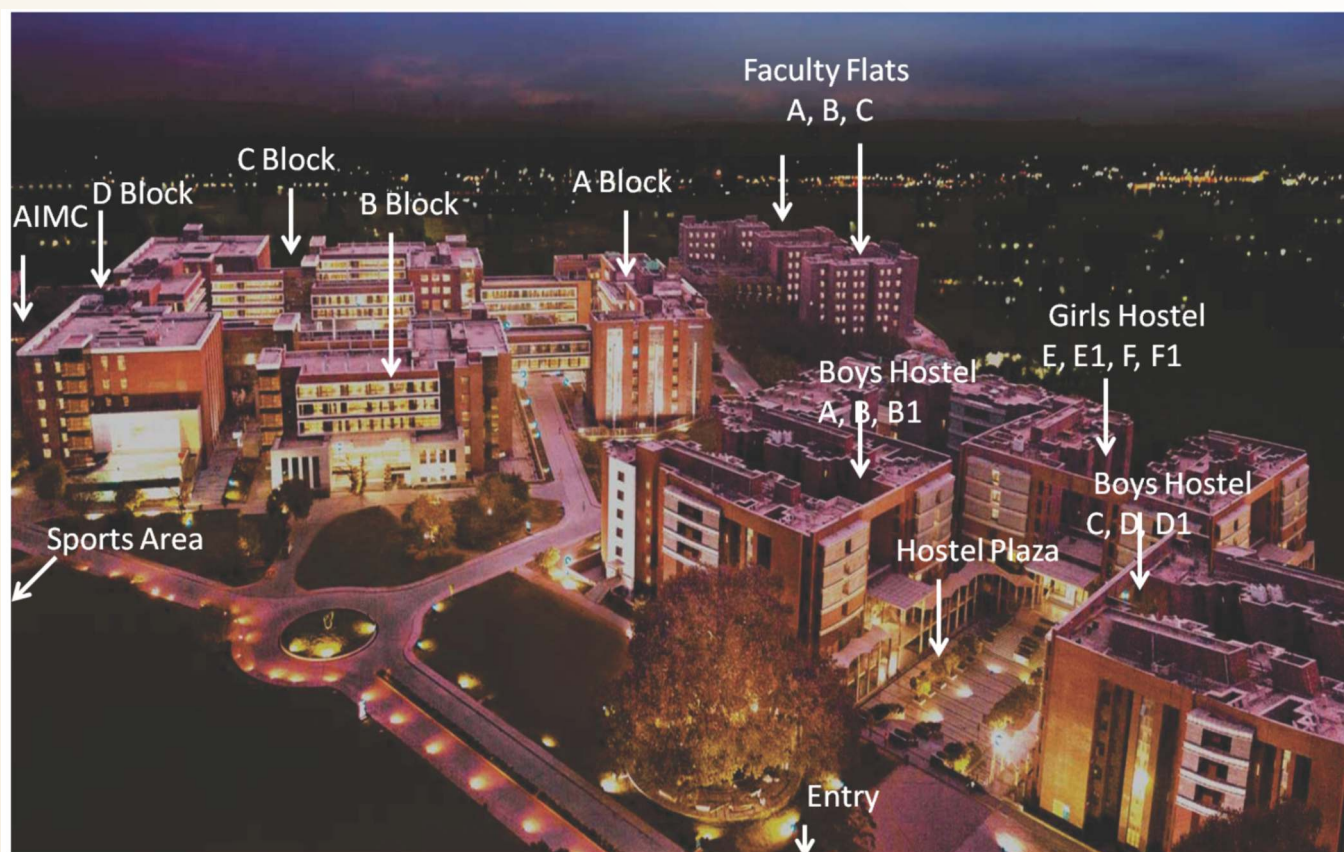 Faculty Flats
A, B, C
C Block
A Block
D Block
B Block
AIMC
Girls Hostel
E, E1, F, F1
Boys Hostel
A, B, B1
Boys Hostel
C, D, D1
Sports Area
Hostel Plaza
Entry